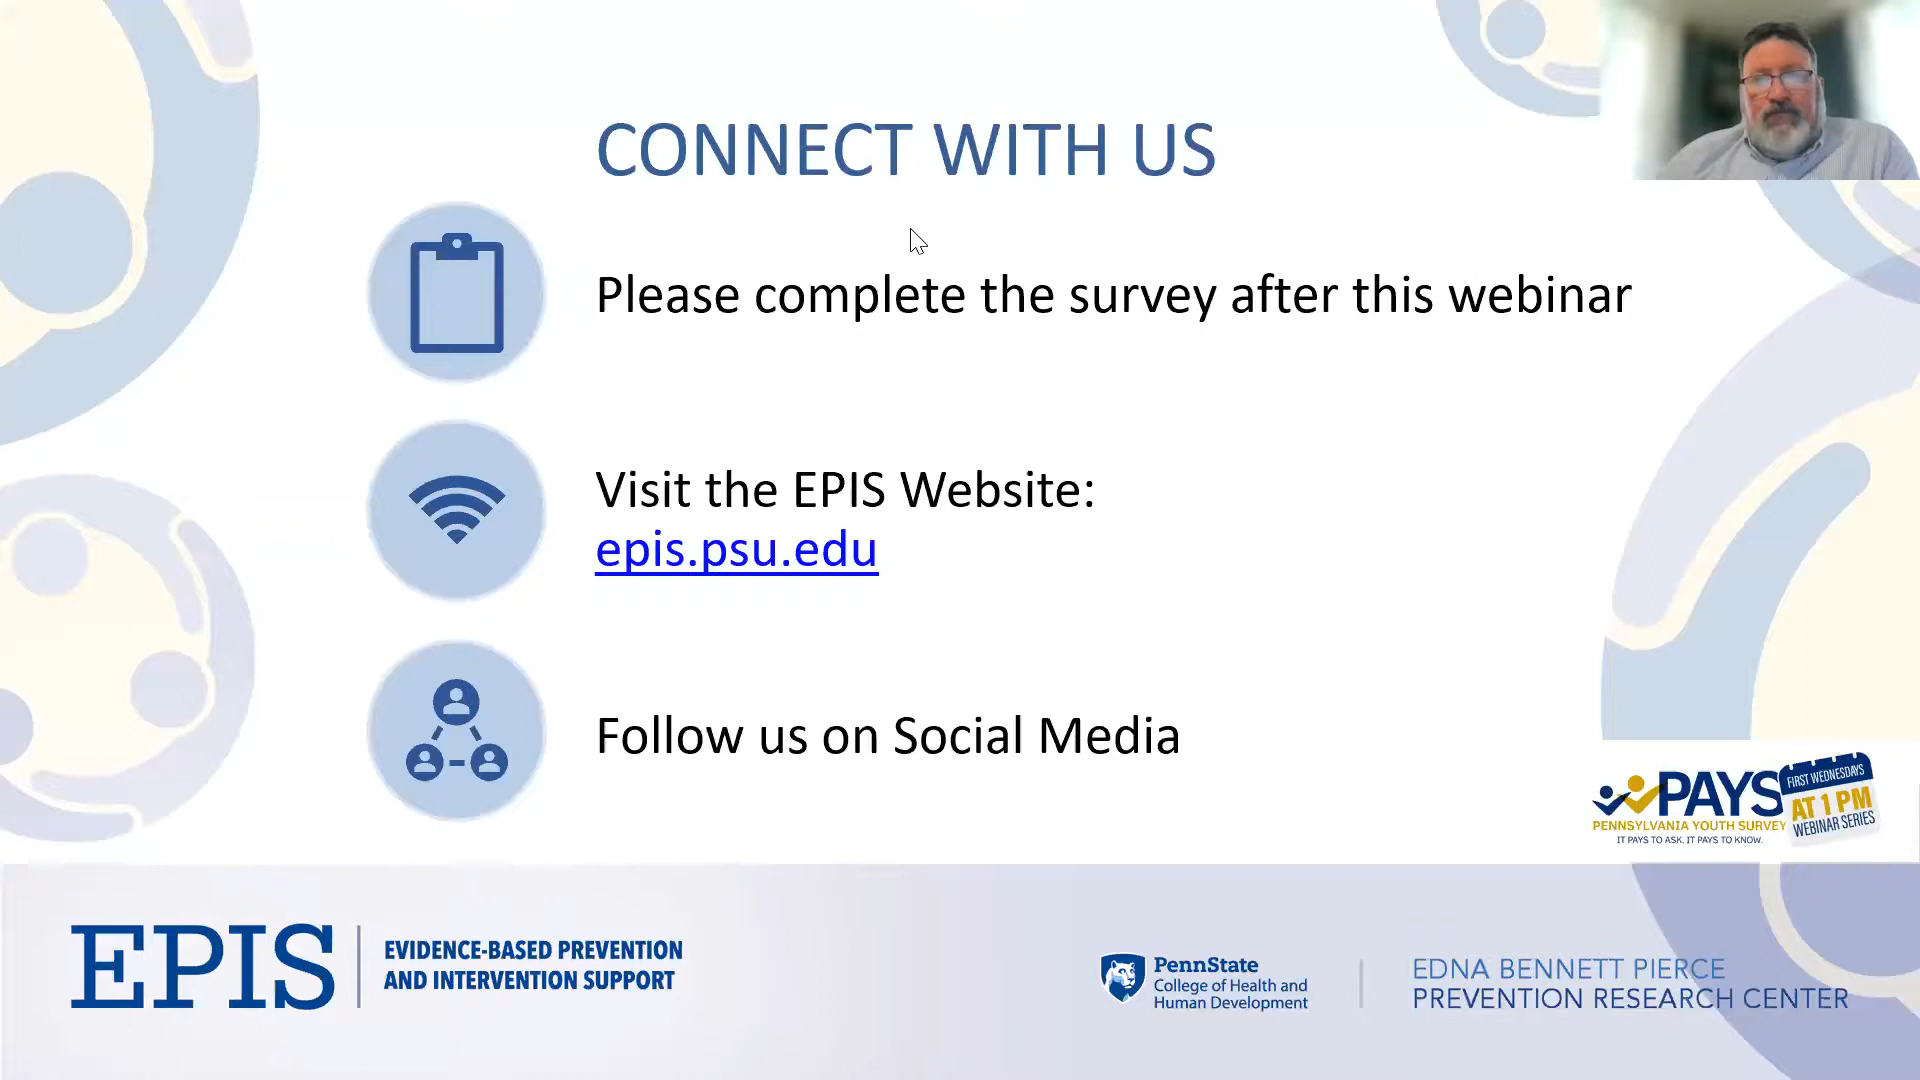 CONNECT WITH US
Please complete the survey after this webinar
Visit the EPIS Website:
epis.psu.edu
Follow us on Social Media
PAYS
PENNSYLVANIA YOUTH SURVEY
IT PAYS TO ASK. IT PAYS TO KNOW.
FIRST WEDNESDAYS
AT 1 PM
WEBINAR SERIES
EPIS
EVIDENCE-BASED PREVENTION
AND INTERVENTION SUPPORT
PennState
College of Health and
Human Development
EDNA BENNETT PIERCE
PREVENTION RESEARCH CENTER